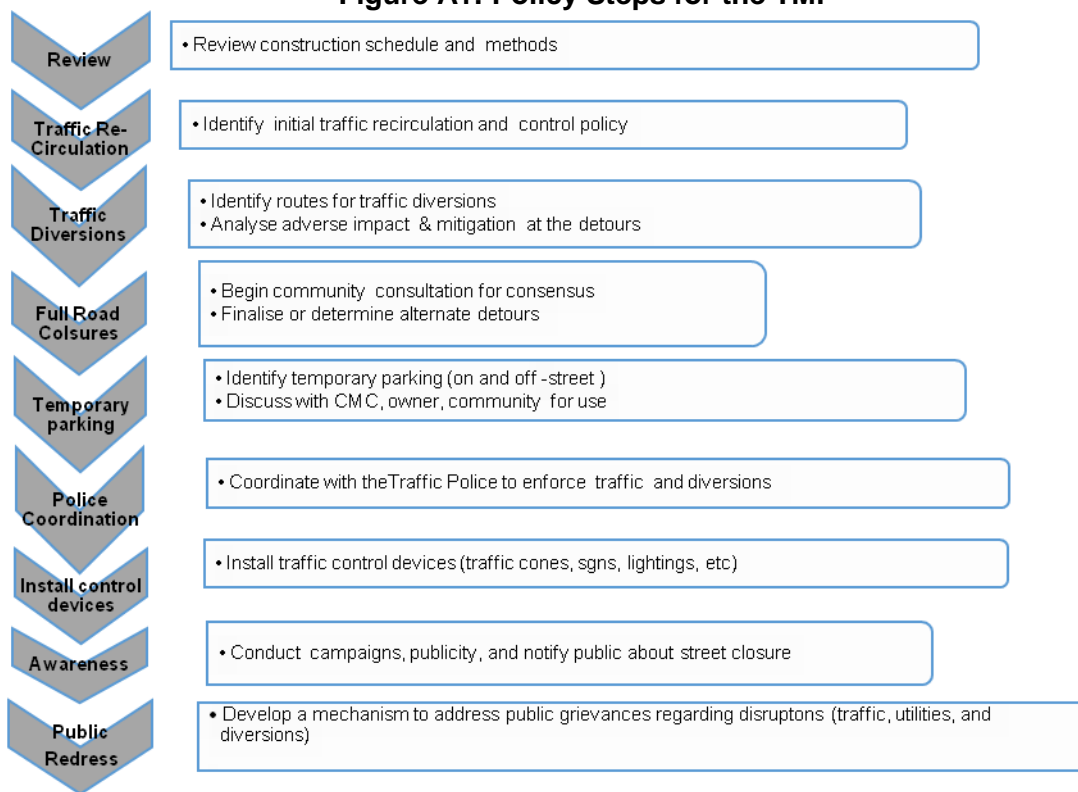 Figure A1: Policy Steps for the TMP
Review
• Review construction schedule and methods
Traffic Re-
Circulation
• Identify initial traffic recirculation and control policy
Traffic
Diversions
• Identify routes for traffic diversions
• Analyse adverse impact & mitigation at the detours
Full Road
Colsures
• Begin community consultation for consensus
• Finalise or determine alternate detours
Temporary
parking
• Identify temporary parking (on and off -street )
• Discuss with CMC, owner, community for use
Police
Coordination
• Coordinate with theTraffic Police to enforce traffic and diversions
Install control
devices
• Install traffic control devices (traffic cones, sgns, lightings, etc)
Awareness
• Conduct campaigns, publicity, and notify public about street closure
Public
Redress
• Develop a mechanism to address public grievances regarding disruptons (traffic, utilities, and
diversions)